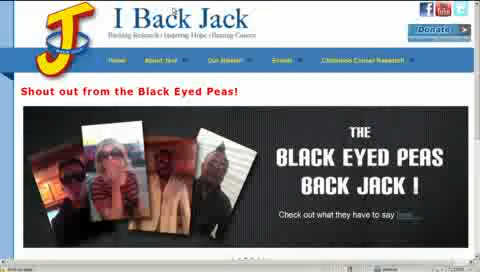 I Back Jack
Backing Research • Inspiring Hope • Beating Cancer
Donate
Home About Jack Our Mission Events Childhood Cancer Research
Shout out from the Black Eyed Peas!
THE
BLACK EYED PEAS
BACK JACK !
Check out what they have to say here